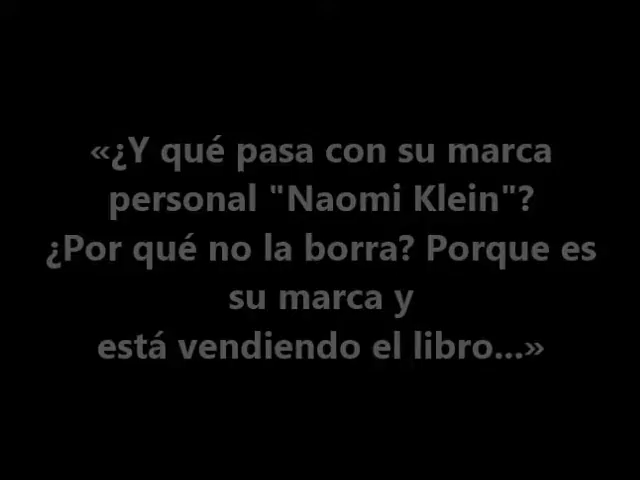 «¿Y qué pasa con su marca
personal "Naomi Klein"?
¿Por qué no la borra? Porque es
su marca y
está vendiendo el libro...»